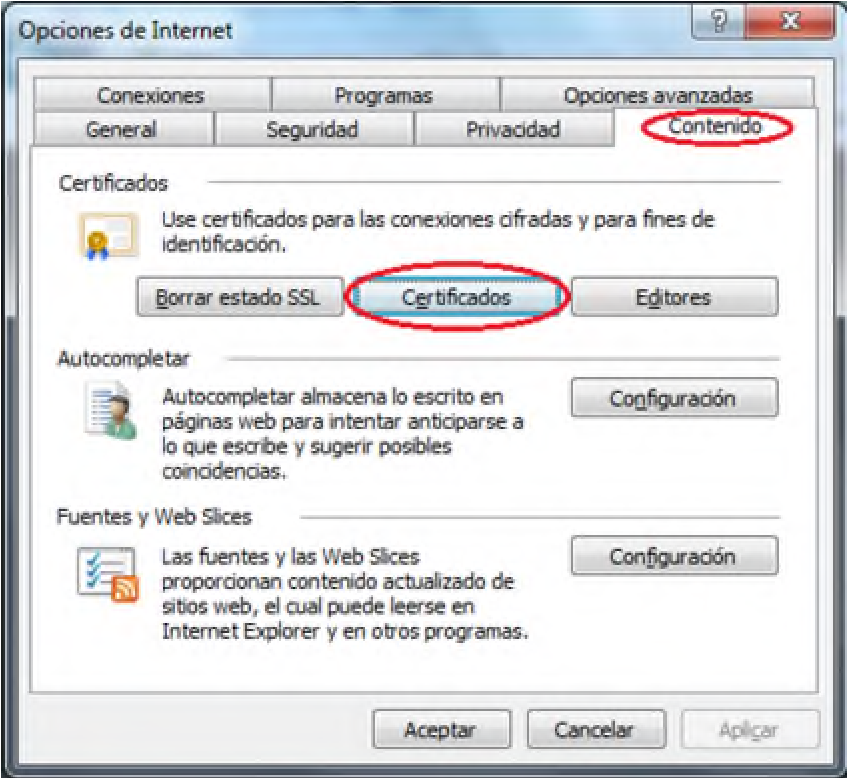 Opciones de Internet
?
Conexiones Programas Opciones avanzadas
General Seguridad Privacidad Contenido
Certificados
Use certificados para las conexiones cifradas y para fines de
identificación.
Borrar estado SSL Certificados Editores
Autocompletar
Autocompletar almacena lo escrito en
páginas web para intentar anticiparse a
lo que escribe y sugerir posibles
coincidencias.
Configuración
Fuentes y Web Slices
Las fuentes y las Web Slices
proporcionan contenido actualizado de
sitios web, el cual puede leerse en
Internet Explorer y en otros programas.
Configuración
Aceptar Cancelar Aplicar